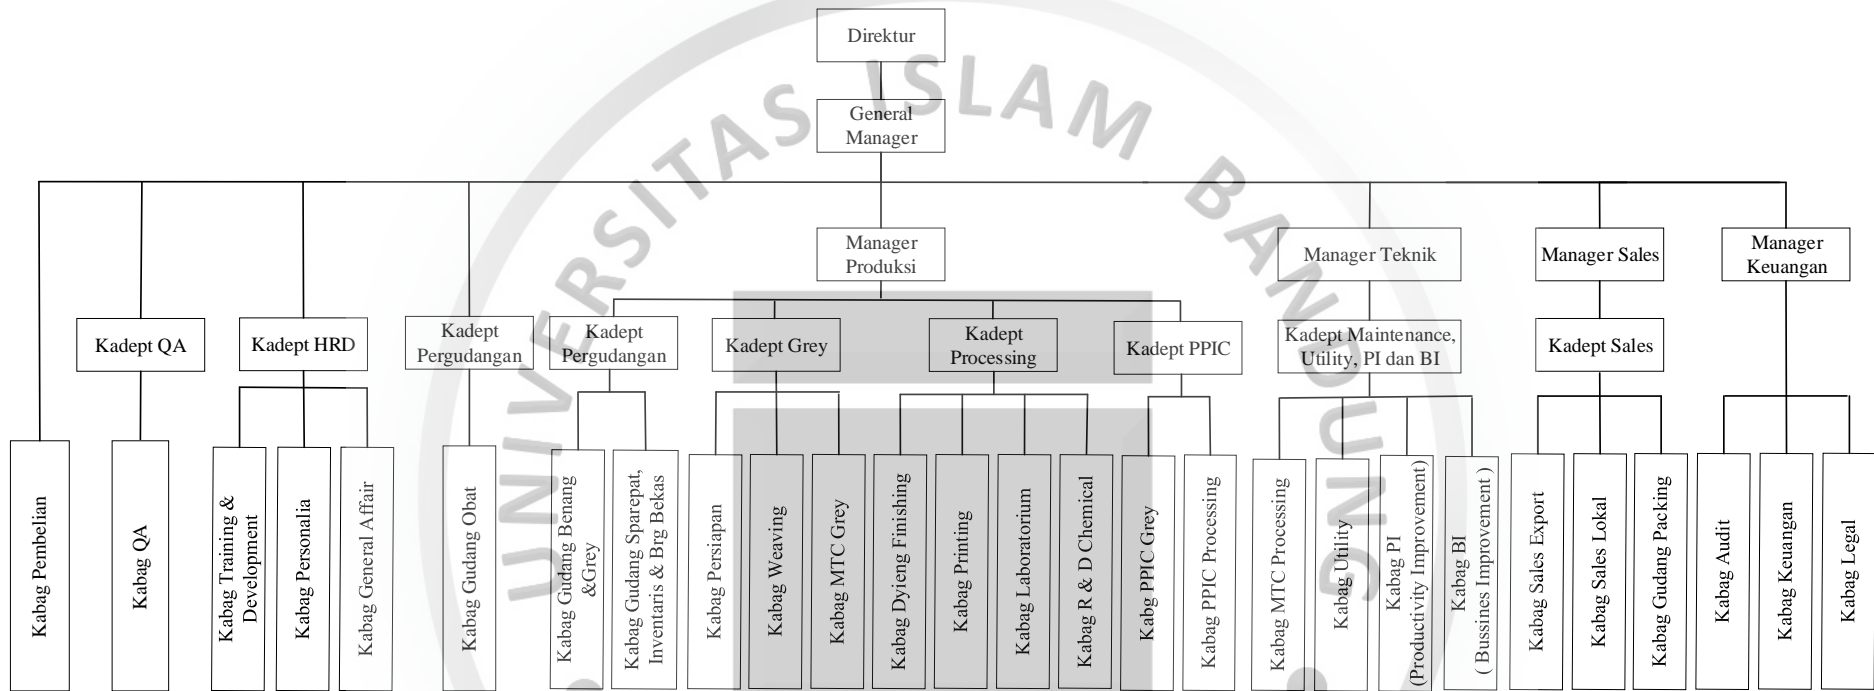 Direktur
General
Manager
Manager
Produksi
Manager Teknik
Manager Sales
Manager
Keuangan
Kadept QA
Kadept HRD
Kadept
Pergudangan
Kadept
Pergudangan
Kadept Grey
Kadept
Processing
Kadept PPIC
Kadept Maintenance,
Utility, PI dan BI
Kadept Sales
Kabag Pembelian
Kabag QA
Kabag Training &
Development
Kabag Personalia
Kabag General Affair
Kabag Gudang Obat
Kabag Gudang Benang
&Grey
Kabag Gudang Sparepat,
Inventaris & Brg Bekas
Kabag Persiapan
Kabag Weaving
Kabag MTC Grey
Kabag Dyieng Finishing
Kabag Printing
Kabag Laboratorium
Kabag R & D Chemical
Kabg PPIC Grey
Kabag PPIC Processing
Kabag MTC Processing
Kabag Utility
Kabag PI
(Productivity Improvement)
Kabag BI
( Bussines Improvement )
Kabag Sales Export
Kabag Sales Lokal
Kabag Gudang Packing
Kabag Audit
Kabag Keuangan
Kabag Legal
UNIVERSITAS ISLAM BANDUNG